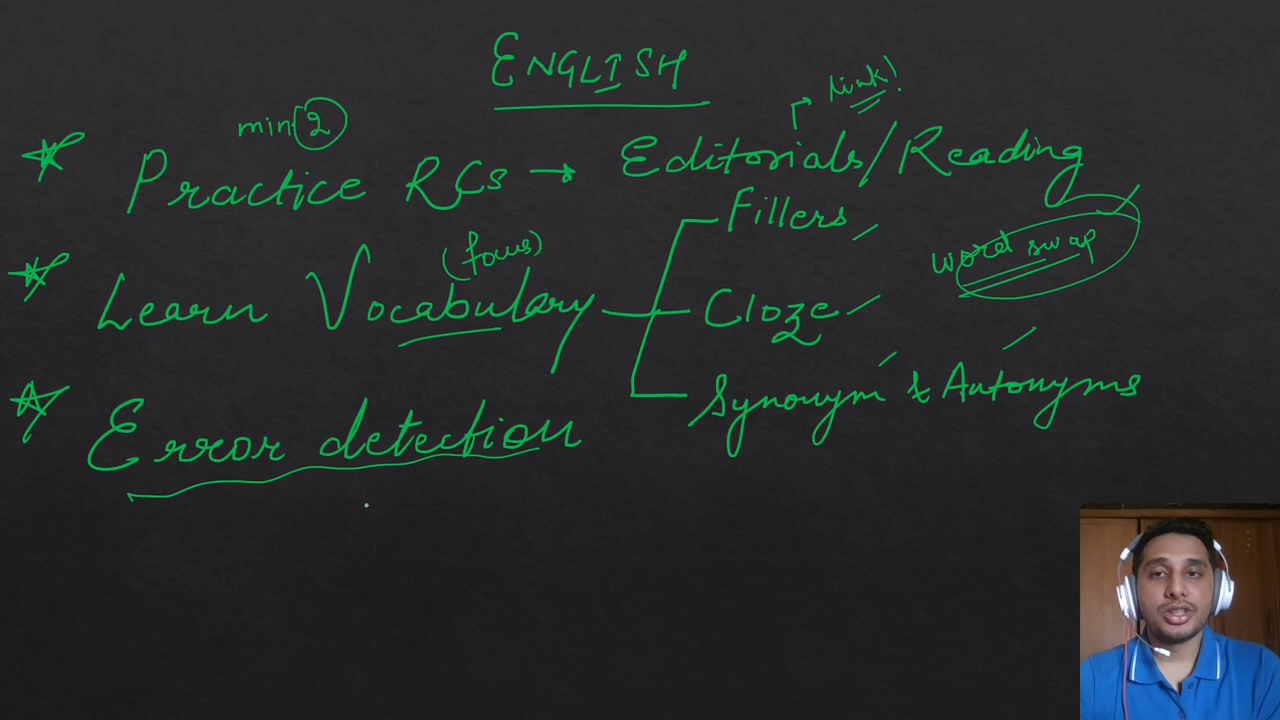 ENGLISH
link!
min 2
Practice RCs → Editorials/Reading
Fillers
word swap
(focus)
Learn Vocabulary
Cloze
Synonym & Antonyms
Error detection